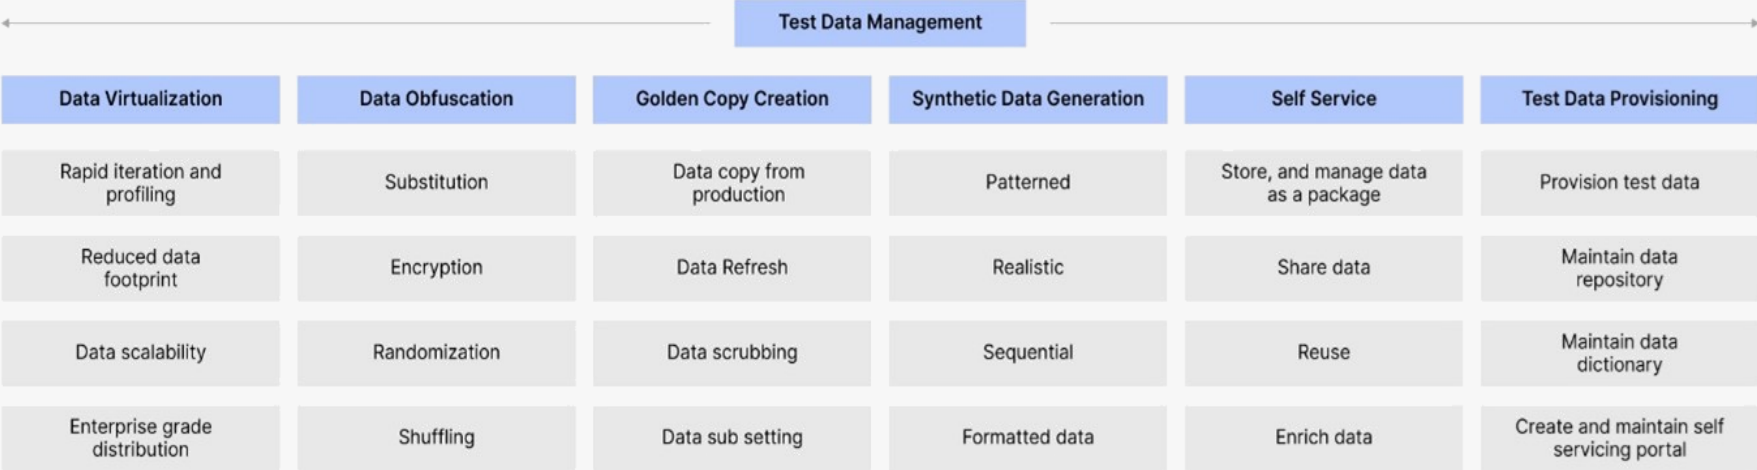 Test Data Management
Data Virtualization
Data Obfuscation
Golden Copy Creation
Synthetic Data Generation
Self Service
Test Data Provisioning
Rapid iteration and
profiling
Substitution
Data copy from
production
Patterned
Store, and manage data
as a package
Provision test data
Reduced data
footprint
Encryption
Data Refresh
Realistic
Share data
Maintain data
repository
Data scalability
Randomization
Data scrubbing
Sequential
Reuse
Maintain data
dictionary
Enterprise grade
distribution
Shuffling
Data sub setting
Formatted data
Enrich data
Create and maintain self
servicing portal